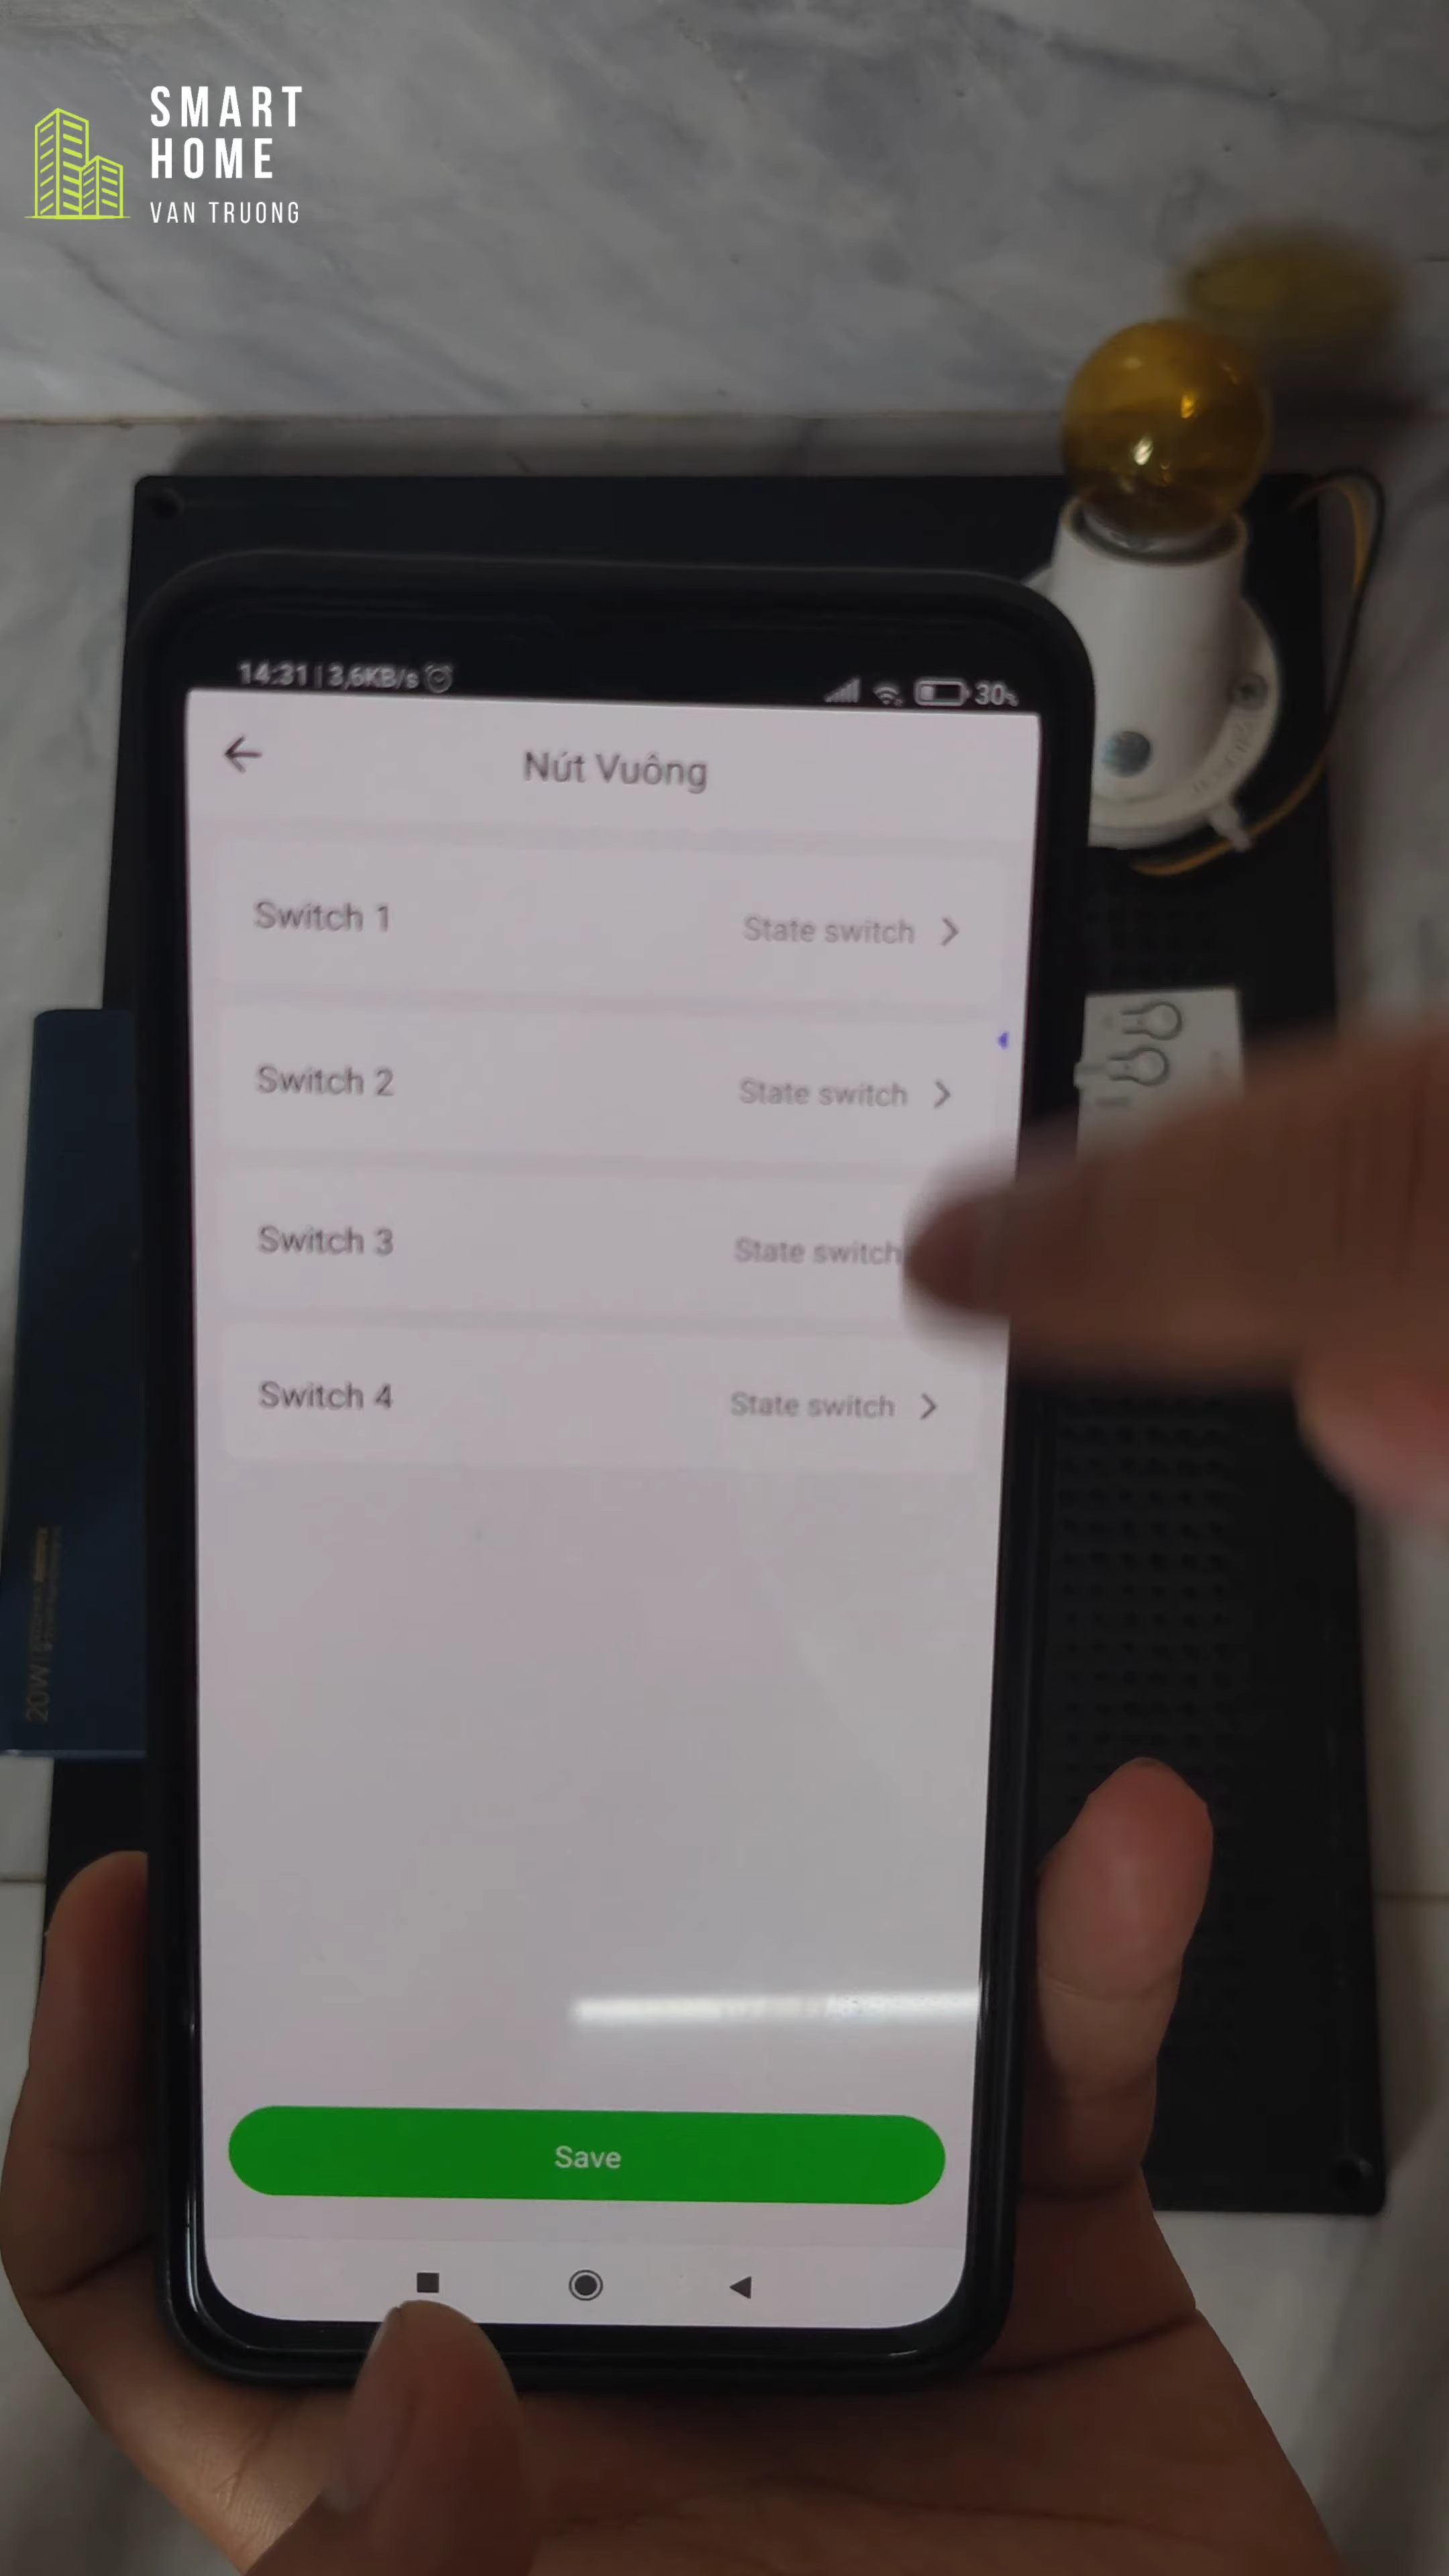 SMART
HOME
VAN TRUONG
14:31 | 3,6KB/s
30%
Nút Vuông
Switch 1
State switch
Switch 2
State switch
Switch 3
State switch
Switch 4
State switch
20W
Save